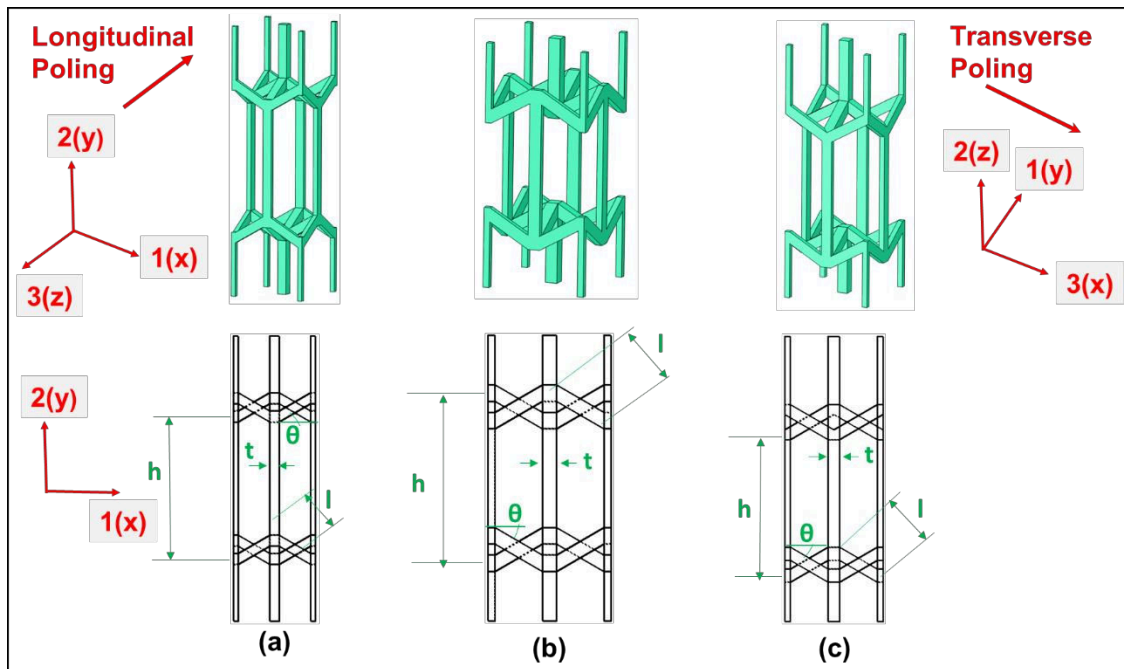 Longitudinal
Poling
2(y)
1(x)
3(z)
Transverse
Poling
2(z)
1(y)
3(x)
2(y)
1(x)
h
t
θ
l
(a)
h
t
θ
l
(b)
h
t
θ
l
(c)